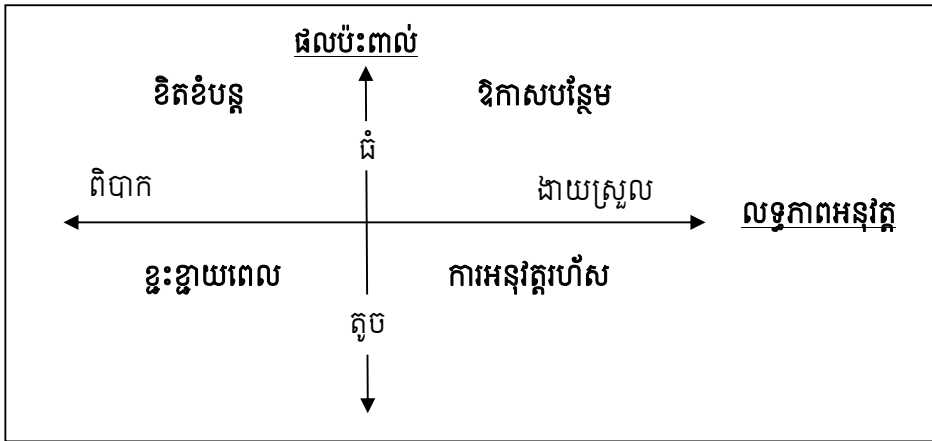 ផលប៉ះពាល់
ខិតខំបន្ត
ឱកាសបន្ថែម
ធំ
ពិបាក
ងាយស្រួល
លទ្ធភាពអនុវត្ត
ខ្ជះខ្ជាយពេល
ការអនុវត្តរហ័ស
តូច